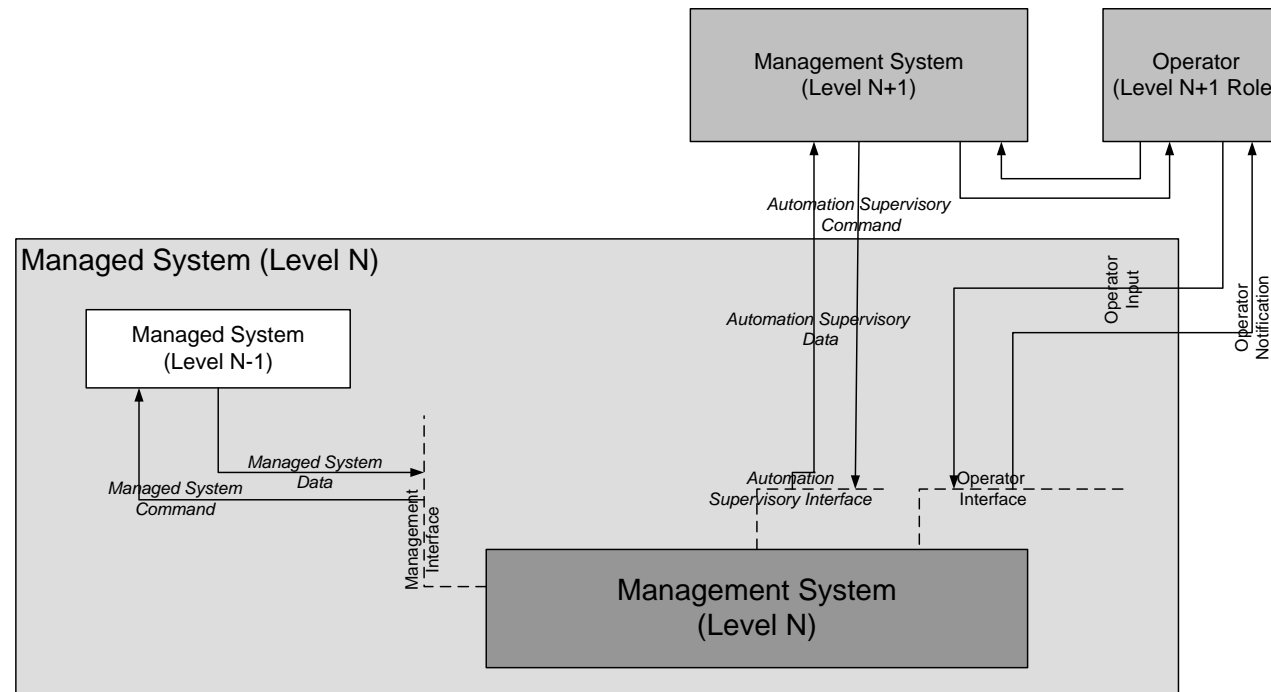 Management System
(Level N+1)
Operator
(Level N+1 Role
Automation Supervisory
Command
Managed System (Level N)
Operator
Input
Operator
Notification
Automation Supervisory
Data
Managed System
(Level N-1)
Managed System
Data
Managed System
Command
Management
Interface
Automation
Supervisory Interface
Operator
Interface
Management System
(Level N)